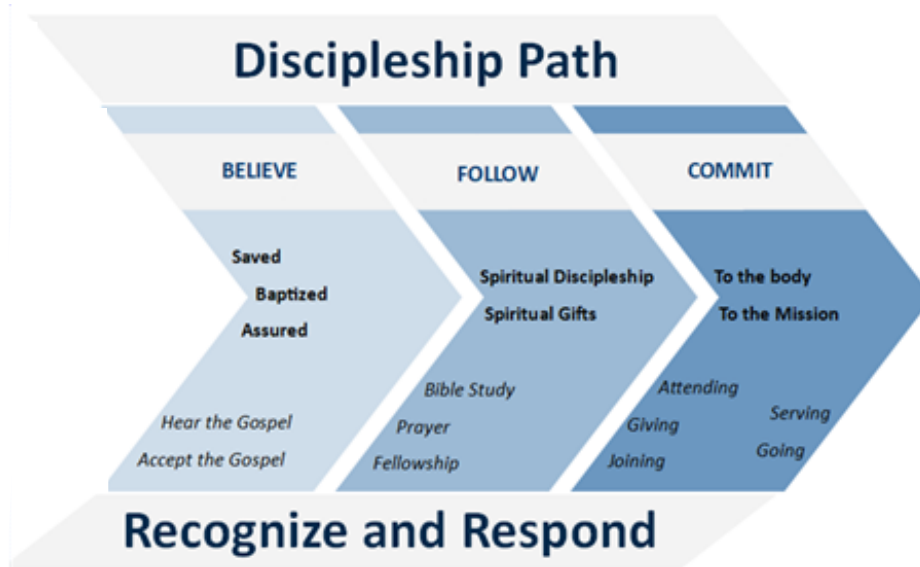 Discipleship Path
BELIEVE
Saved
Baptized
Assured
Hear the Gospel
Accept the Gospel
FOLLOW
Spiritual Discipleship
Spiritual Gifts
Bible Study
Prayer
Fellowship
COMMIT
To the body
To the Mission
Attending
Giving
Joining
Serving
Going
Recognize and Respond